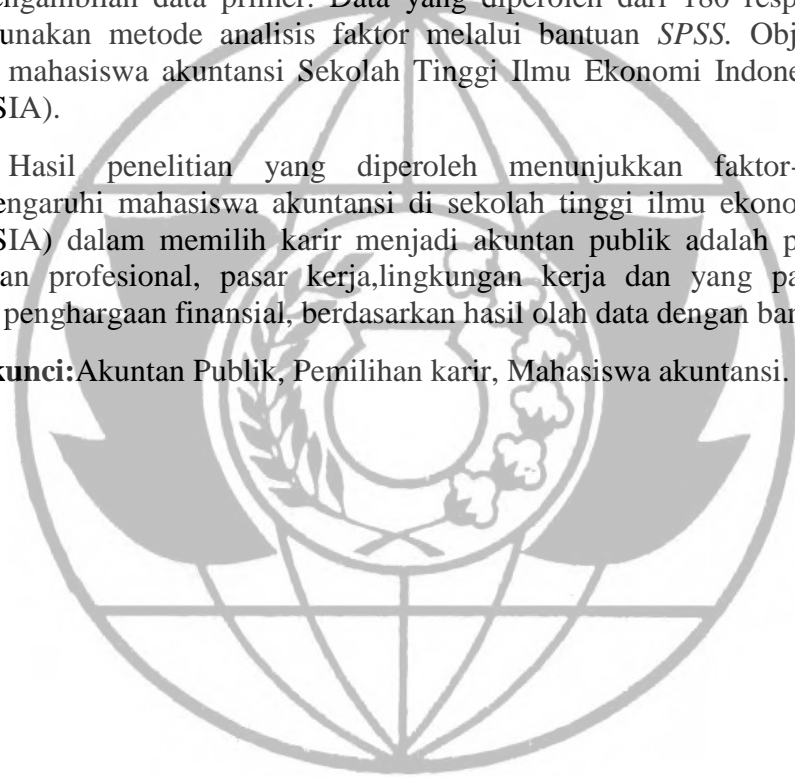 engambilan data primer. Data yang diperoleh dari 180 resp
unakan metode analisis faktor melalui bantuan SPSS. Obj
mahasiswa akuntansi Sekolah Tinggi Ilmu Ekonomi Indone
SIA).
Hasil penelitian yang diperoleh menunjukkan faktor-
engaruhi mahasiswa akuntansi di sekolah tinggi ilmu ekono
SIA) dalam memilih karir menjadi akuntan publik adalah p
an profesional, pasar kerja,lingkungan kerja dan yang pa
penghargaan finansial, berdasarkan hasil olah data dengan ban
kunci:Akuntan Publik, Pemilihan karir, Mahasiswa akuntansi.